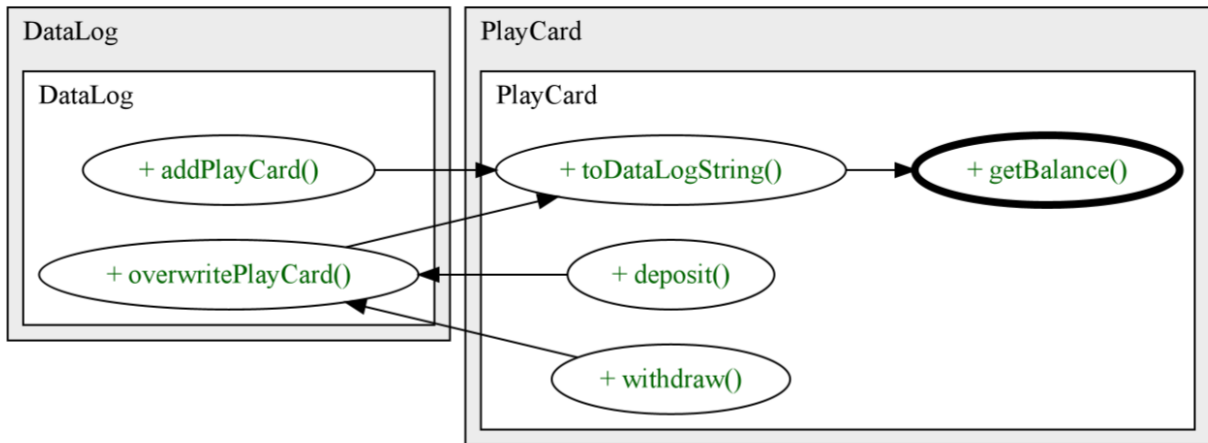 DataLog
DataLog
+ addPlayCard()
+ overwritePlayCard()
PlayCard
PlayCard
+ toDataLogString()
+ getBalance()
+ deposit()
+ withdraw()